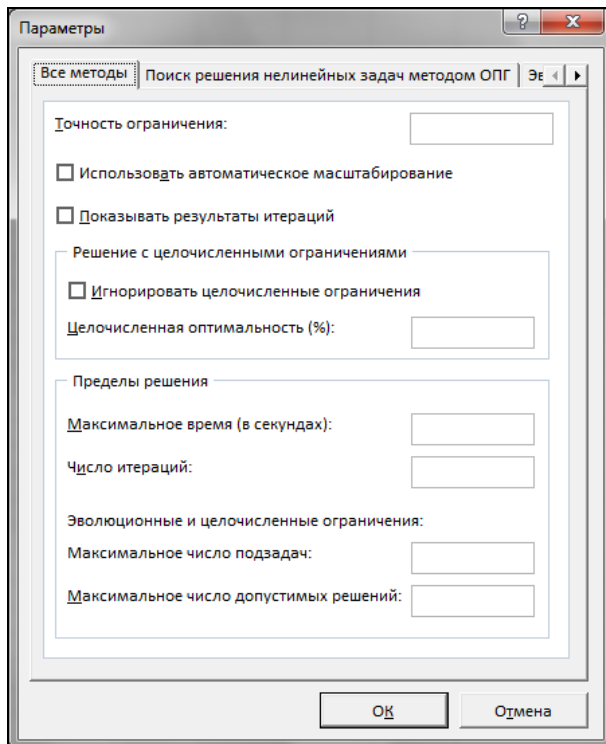 Параметры
Все методы Поиск решения нелинейных задач методом ОПГ Эв
Точность ограничения:
Использовать автоматическое масштабирование
Показывать результаты итераций
Решение с целочисленными ограничениями
Игнорировать целочисленные ограничения
Целочисленная оптимальность (%):
Пределы решения
Максимальное время (в секундах):
Число итераций:
Эволюционные и целочисленные ограничения:
Максимальное число подзадач:
Максимальное число допустимых решений:
ОК Отмена